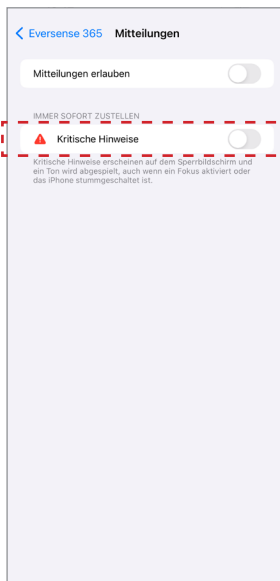 Eversense 365 Mitteilungen
Mitteilungen erlauben
IMMER SOFORT ZUSTELLEN
Kritische Hinweise
Kritische Hinweise erscheinen auf dem Sperrbildschirm und
ein Ton wird abgespielt, auch wenn ein Fokus aktiviert oder
das iPhone stummgeschaltet ist.